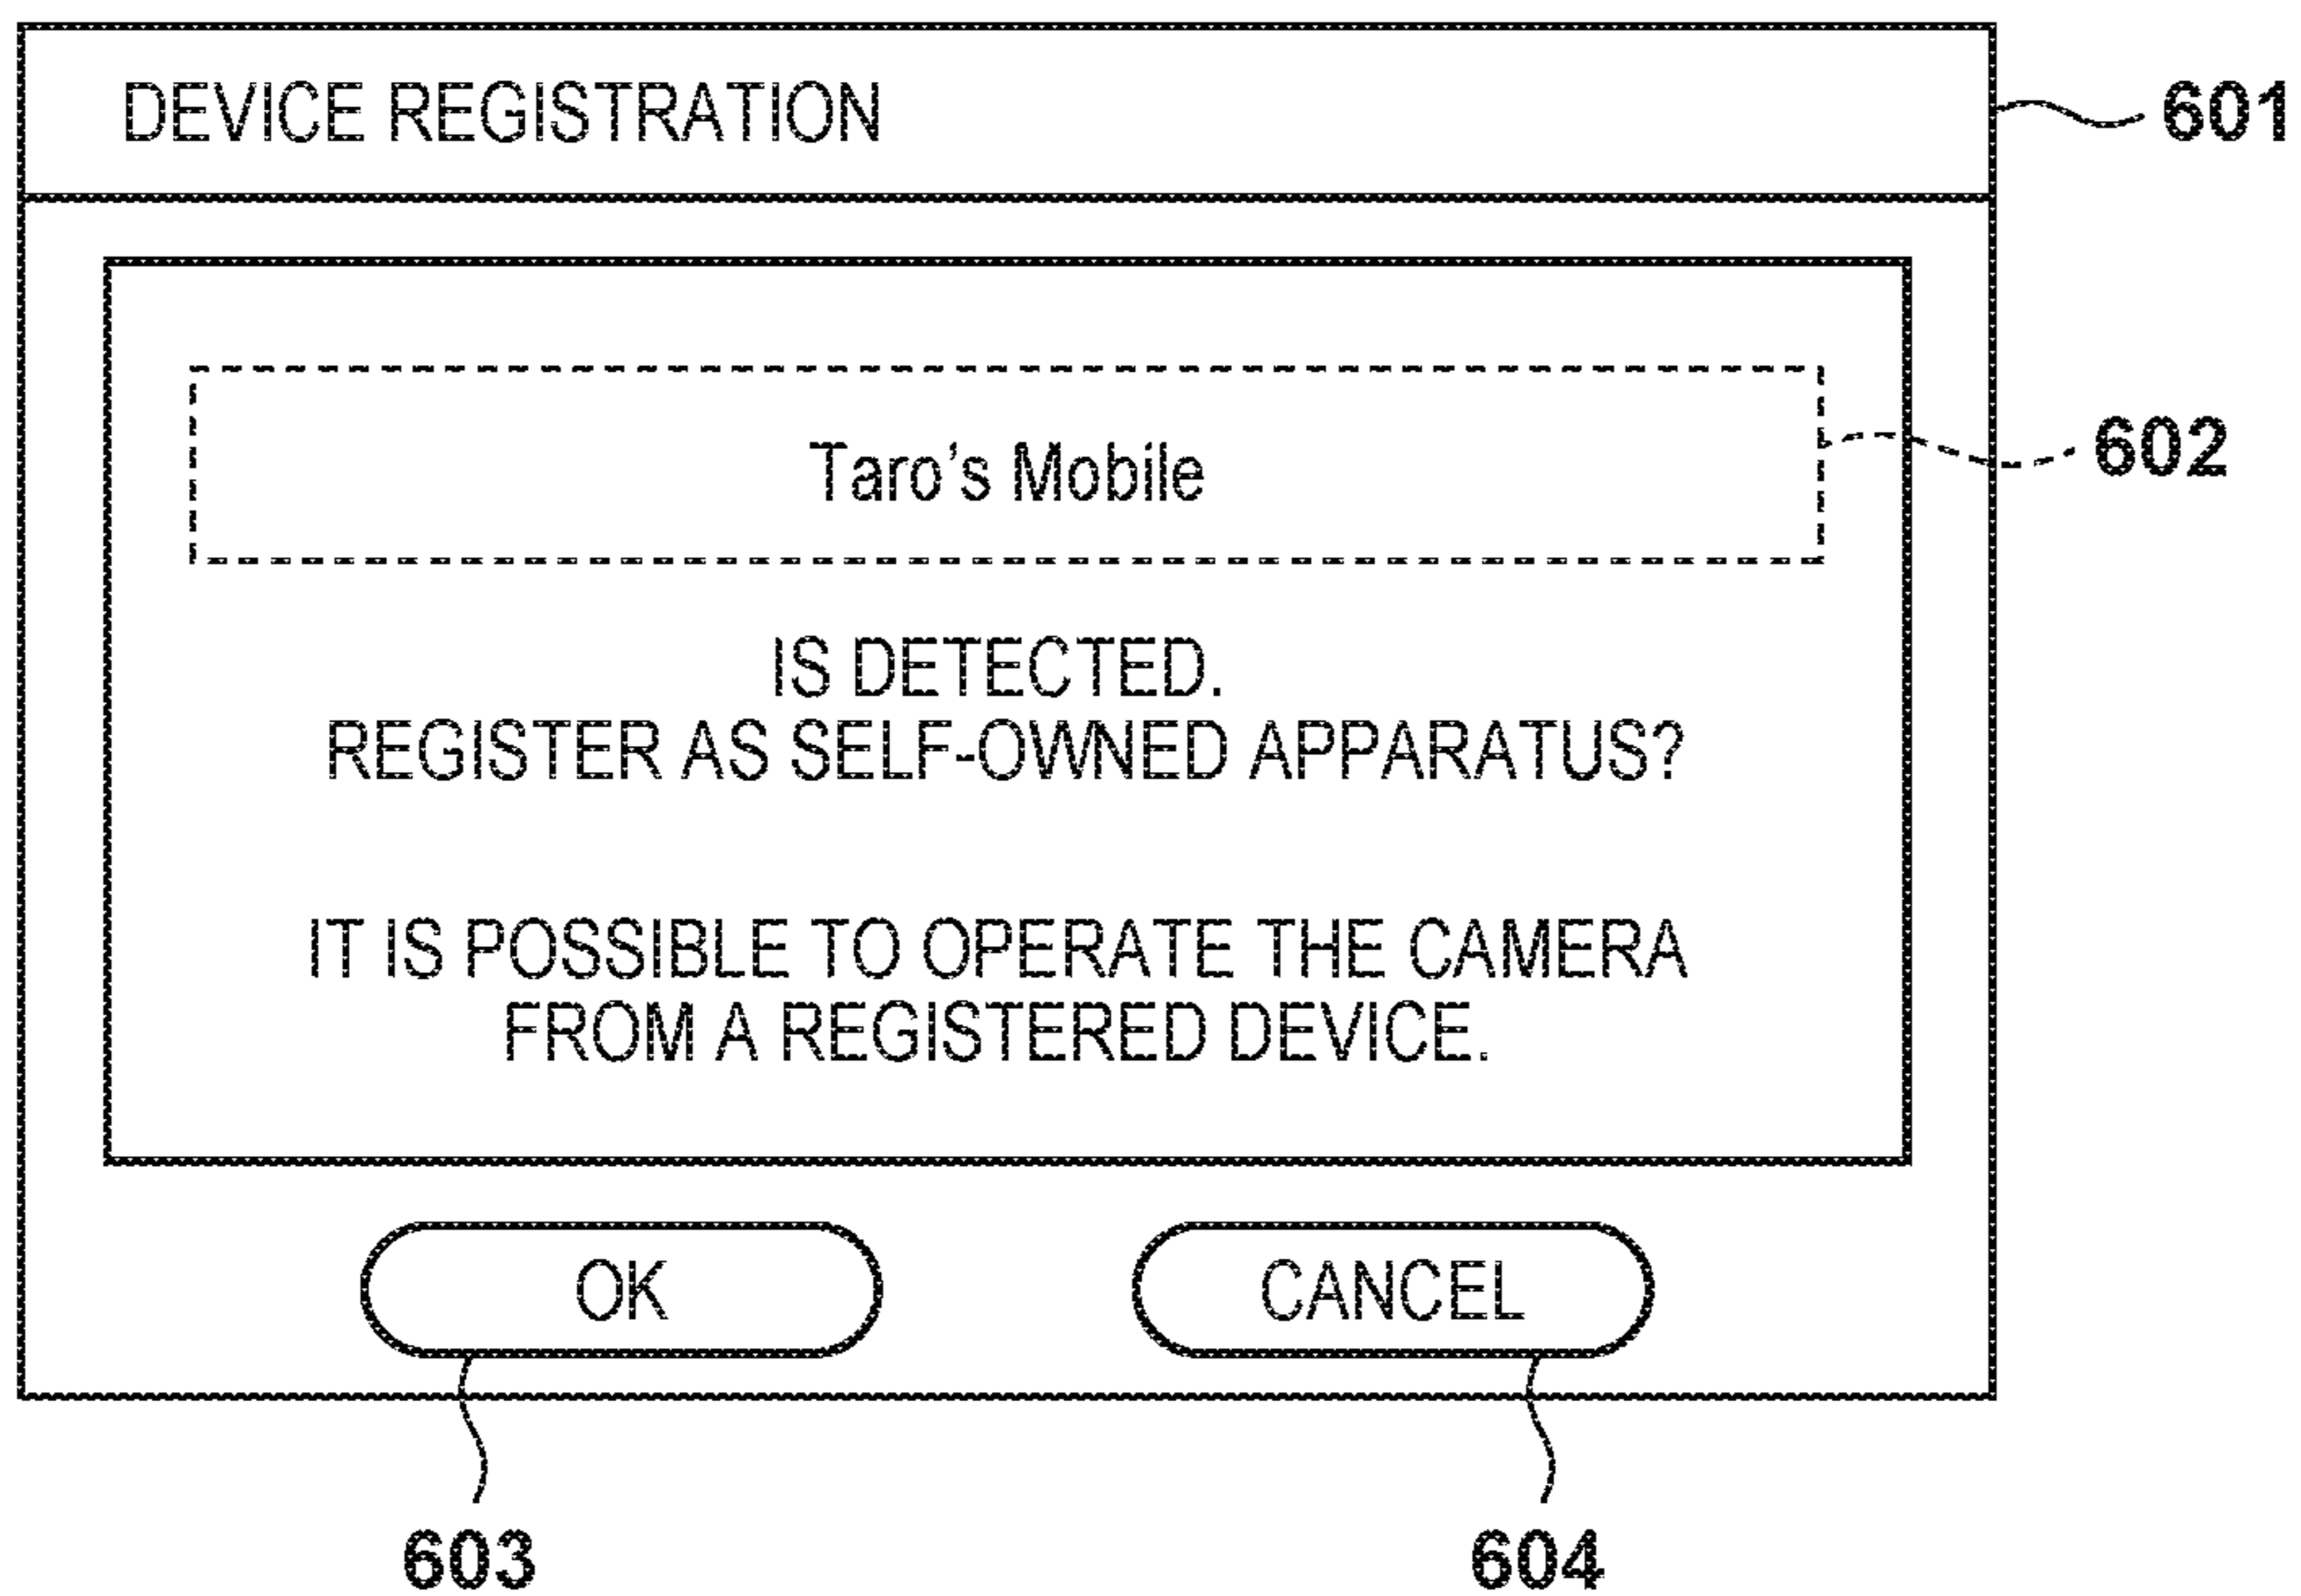 DEVICE REGISTRATION
601
Taro's Mobile
602
IS DETECTED.
REGISTER AS SELF-OWNED APPARATUS?
IT IS POSSIBLE TO OPERATE THE CAMERA
FROM A REGISTERED DEVICE.
OK
CANCEL
603
604